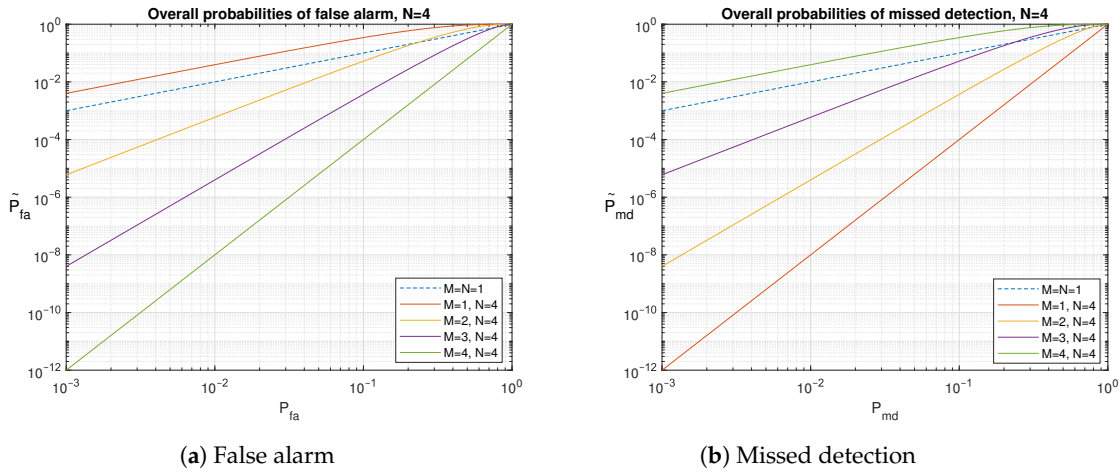 Overall probabilities of false alarm, N=4
10^0
10^-2
10^-4
10^-6
10^-8
10^-10
10^-12
P̃_fa
M=N=1
M=1, N=4
M=2, N=4
M=3, N=4
M=4, N=4
10^-3
10^-2
10^-1
10^0
P_fa
(a) False alarm
Overall probabilities of missed detection, N=4
10^0
10^-2
10^-4
10^-6
10^-8
10^-10
10^-12
P̃_md
M=N=1
M=1, N=4
M=2, N=4
M=3, N=4
M=4, N=4
10^-3
10^-2
10^-1
10^0
P_md
(b) Missed detection